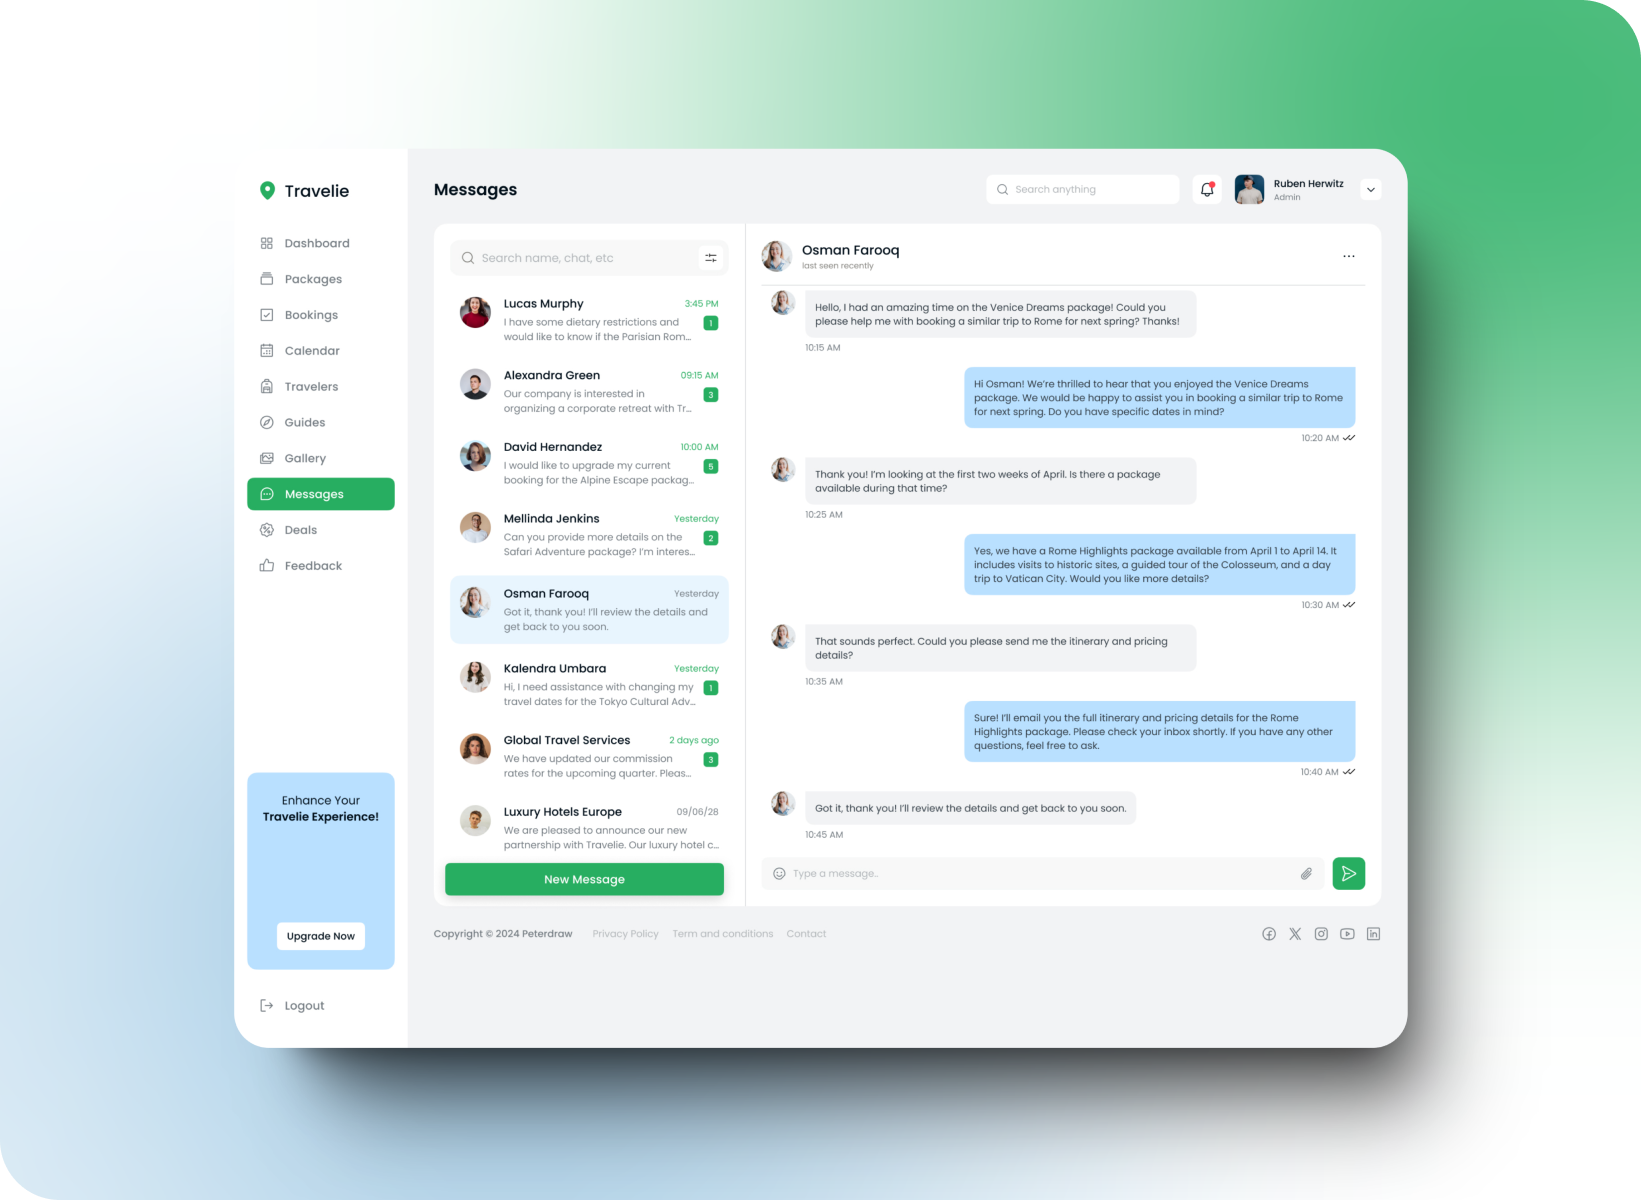 Travelie
Dashboard
Packages
Bookings
Calendar
Travelers
Guides
Gallery
Messages
Deals
Feedback
Enhance Your
Travelie Experience!
Upgrade Now
Logout
Messages
Search anything
Ruben Herwitz
Admin
Search name, chat, etc
Lucas Murphy
3:45 PM
I have some dietary restrictions and
1
would like to know if the Parisian Rom...
Alexandra Green
09:15 AM
Our company is interested in
3
organizing a corporate retreat with Tr...
David Hernandez
10:00 AM
I would like to upgrade my current
5
booking for the Alpine Escape packag...
Mellinda Jenkins
Yesterday
Can you provide more details on the
2
Safari Adventure package? I'm interes...
Osman Farooq
Yesterday
Got it, thank you! I'll review the details and
get back to you soon.
Kalendra Umbara
Yesterday
Hi, I need assistance with changing my
1
travel dates for the Tokyo Cultural Adv...
Global Travel Services
2 days ago
We have updated our commission
3
rates for the upcoming quarter. Pleas...
Luxury Hotels Europe
09/06/28
We are pleased to announce our new
partnership with Travelie. Our luxury hotel c...
New Message
Osman Farooq
last seen recently
Hello, I had an amazing time on the Venice Dreams package! Could you
please help me with booking a similar trip to Rome for next spring? Thanks!
10:15 AM
Hi Osman! We're thrilled to hear that you enjoyed the Venice Dreams
package. We would be happy to assist you in booking a similar trip to Rome
for next spring. Do you have specific dates in mind?
10:20 AM
Thank you! I'm looking at the first two weeks of April. Is there a package
available during that time?
10:25 AM
Yes, we have a Rome Highlights package available from April 1 to April 14. It
includes visits to historic sites, a guided tour of the Colosseum, and a day
trip to Vatican City. Would you like more details?
10:30 AM
That sounds perfect. Could you please send me the itinerary and pricing
details?
10:35 AM
Sure! I'll email you the full itinerary and pricing details for the Rome
Highlights package. Please check your inbox shortly. If you have any other
questions, feel free to ask.
10:40 AM
Got it, thank you! I'll review the details and get back to you soon.
10:45 AM
Type a message..
Copyright © 2024 Peterdraw
Privacy Policy
Term and conditions
Contact